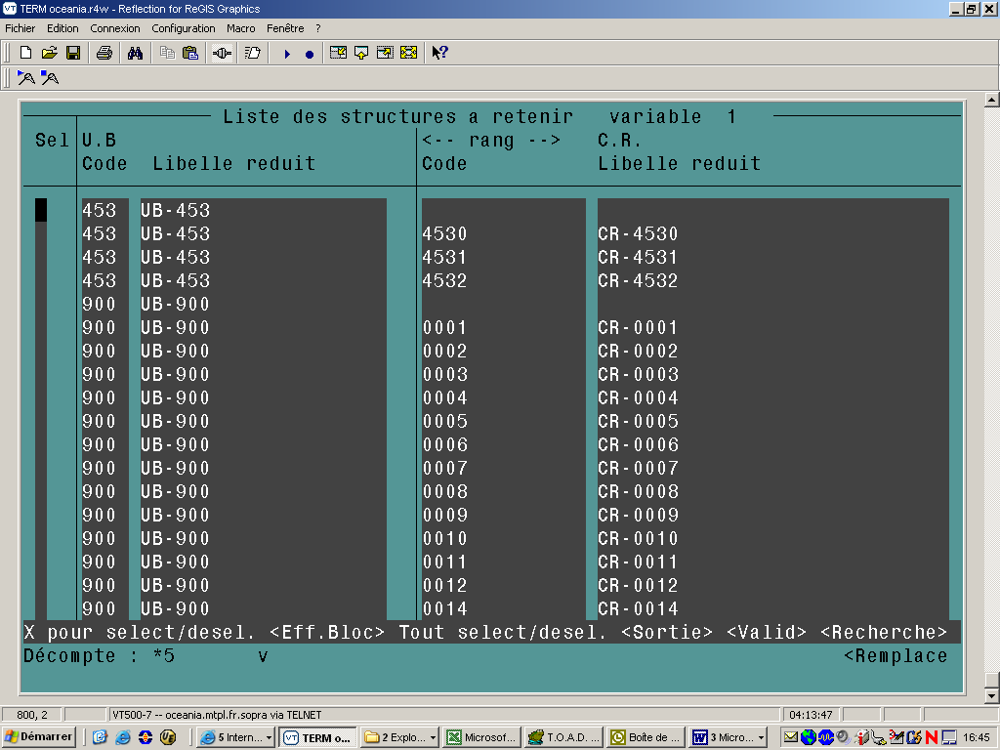 TERM oceania.r4w - Reflection for ReGIS Graphics
Fichier Edition Connexion Configuration Macro Fenêtre ?
Liste des structures a retenir variable 1
Sel U.B <-- rang --> C.R.
Code Libelle reduit Code Libelle reduit
453 UB-453
453 UB-453 4530 CR-4530
453 UB-453 4531 CR-4531
453 UB-453 4532 CR-4532
900 UB-900
900 UB-900 0001 CR-0001
900 UB-900 0002 CR-0002
900 UB-900 0003 CR-0003
900 UB-900 0004 CR-0004
900 UB-900 0005 CR-0005
900 UB-900 0006 CR-0006
900 UB-900 0007 CR-0007
900 UB-900 0008 CR-0008
900 UB-900 0009 CR-0009
900 UB-900 0010 CR-0010
900 UB-900 0011 CR-0011
900 UB-900 0012 CR-0012
900 UB-900 0014 CR-0014
X pour select/desel. <Eff.Bloc> Tout select/desel. <Sortie> <Valid> <Recherche>
Décompte : *5 v <Remplace
800, 2 VT500-7 -- oceania.mtpl.fr.sopra via TELNET 04:13:47
Démarrer 5 Intern... TERM o... 2 Explo... Microsof... T.O.A.D. ... Boîte de ... 3 Micro... 16:45